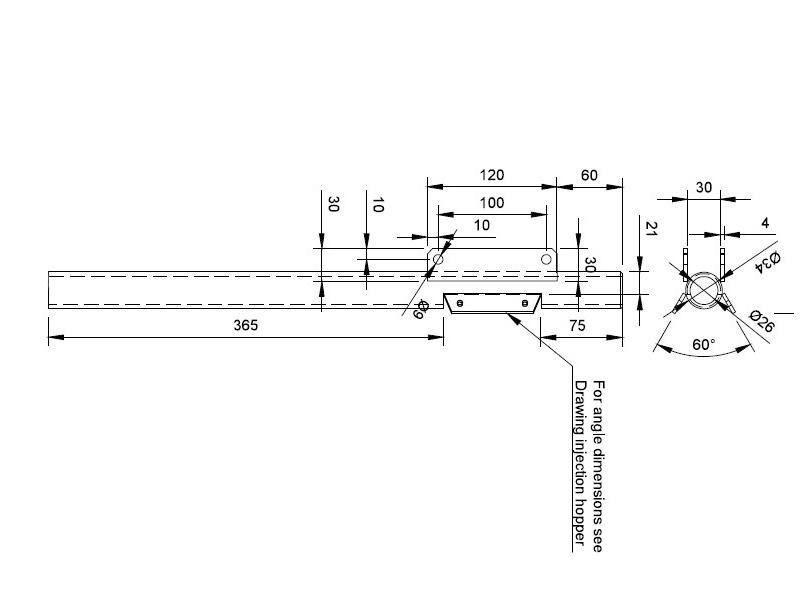 120
60
30
10
100
10
30
21
30
4
Ø34
Ø26
60°
Ø9
365
75
For angle dimensions see
Drawing injection hopper